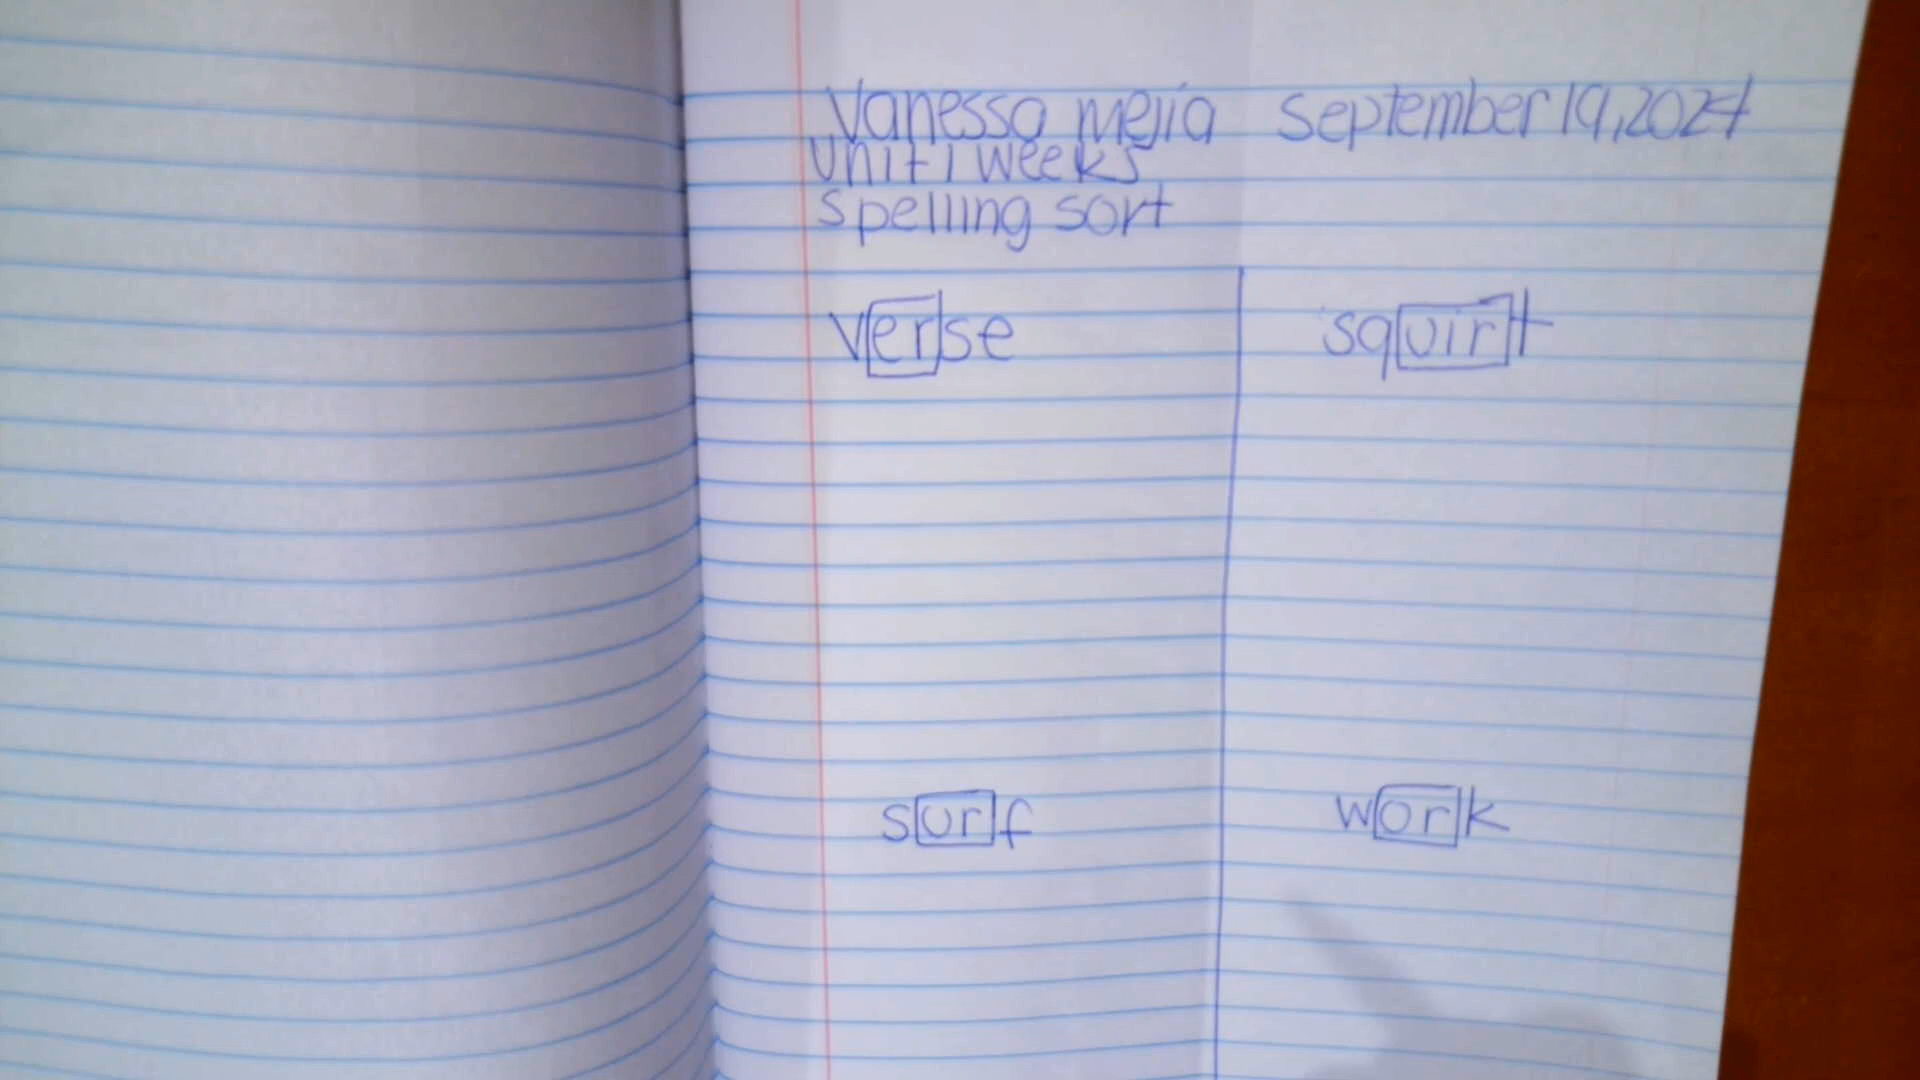 Vanessa mejia september 19, 2024
Unit 1 week 5
spelling sort
verse squirt
surf work